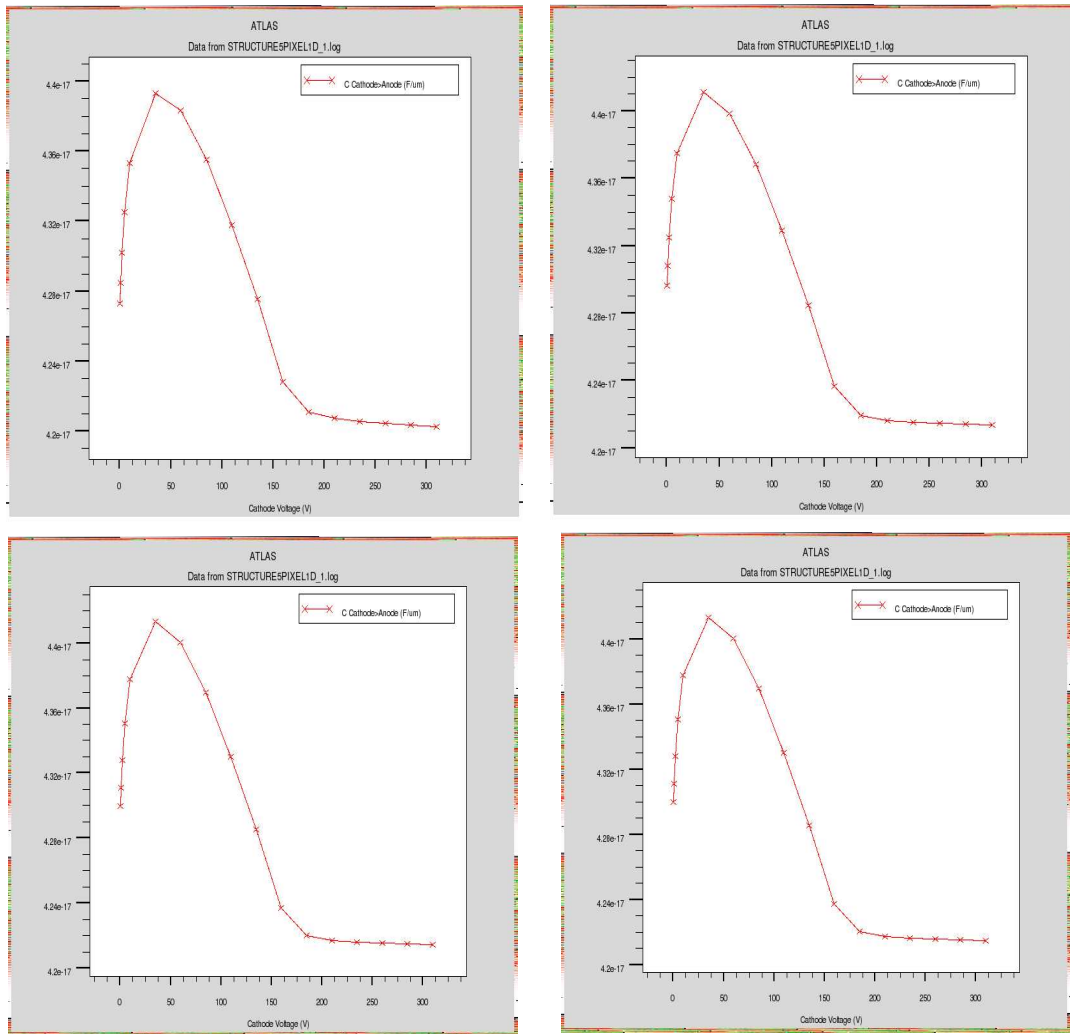 ATLAS
Data from STRUCTURE5PIXEL1D_1.log
C Cathode>Anode (F/um)
4.4e-17
4.36e-17
4.32e-17
4.28e-17
4.24e-17
4.2e-17
0 50 100 150 200 250 300
Cathode Voltage (V)
ATLAS
Data from STRUCTURE5PIXEL1D_1.log
C Cathode>Anode (F/um)
4.4e-17
4.36e-17
4.32e-17
4.28e-17
4.24e-17
4.2e-17
0 50 100 150 200 250 300
Cathode Voltage (V)
ATLAS
Data from STRUCTURE5PIXEL1D_1.log
C Cathode>Anode (F/um)
4.4e-17
4.36e-17
4.32e-17
4.28e-17
4.24e-17
4.2e-17
0 50 100 150 200 250 300
Cathode Voltage (V)
ATLAS
Data from STRUCTURE5PIXEL1D_1.log
C Cathode>Anode (F/um)
4.4e-17
4.36e-17
4.32e-17
4.28e-17
4.24e-17
4.2e-17
0 50 100 150 200 250 300
Cathode Voltage (V)